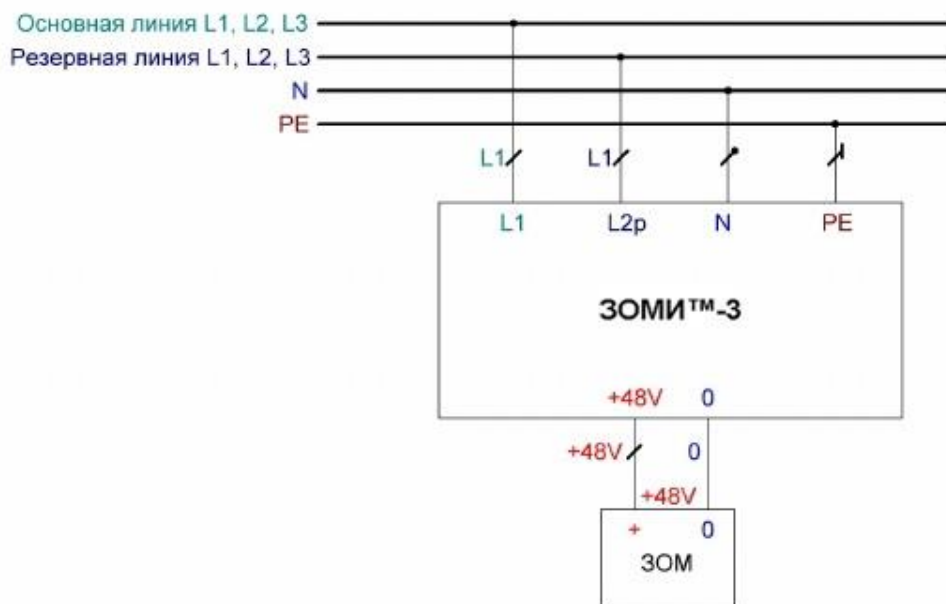 Основная линия L1, L2, L3
Резервная линия L1, L2, L3
N
PE
L1 L1
L1 L2p N PE
ЗОМИ™-3
+48V 0
+48V 0
+48V
+ 0
ЗОМ